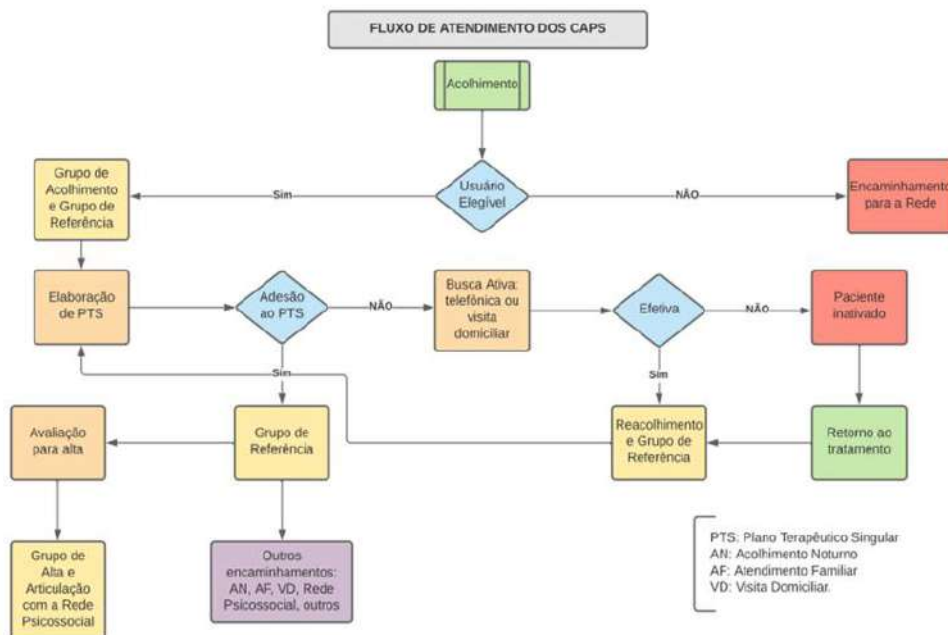 FLUXO DE ATENDIMENTO DOS CAPS
Acolhimento
Grupo de
Acolhimento
e Grupo de
Referência
Sim
Usuário
Elegível
NÃO
Encaminhamento
para a Rede
Elaboração
de PTS
Adesão
ao PTS
NÃO
Busca Ativa:
telefônica ou
visita
domiciliar
Efetiva
NÃO
Paciente
inativado
Sim
Sim
Avaliação
para alta
Grupo de
Referência
Reacolhimento
e Grupo de
Referência
Retorno ao
tratamento
Grupo de
Alta e
Articulação
com a Rede
Psicossocial
Outros
encaminhamentos:
AN, AF, VD, Rede
Psicossocial, outros
PTS: Plano Terapêutico Singular
AN: Acolhimento Noturno
AF: Atendimento Familiar
VD: Visita Domiciliar.